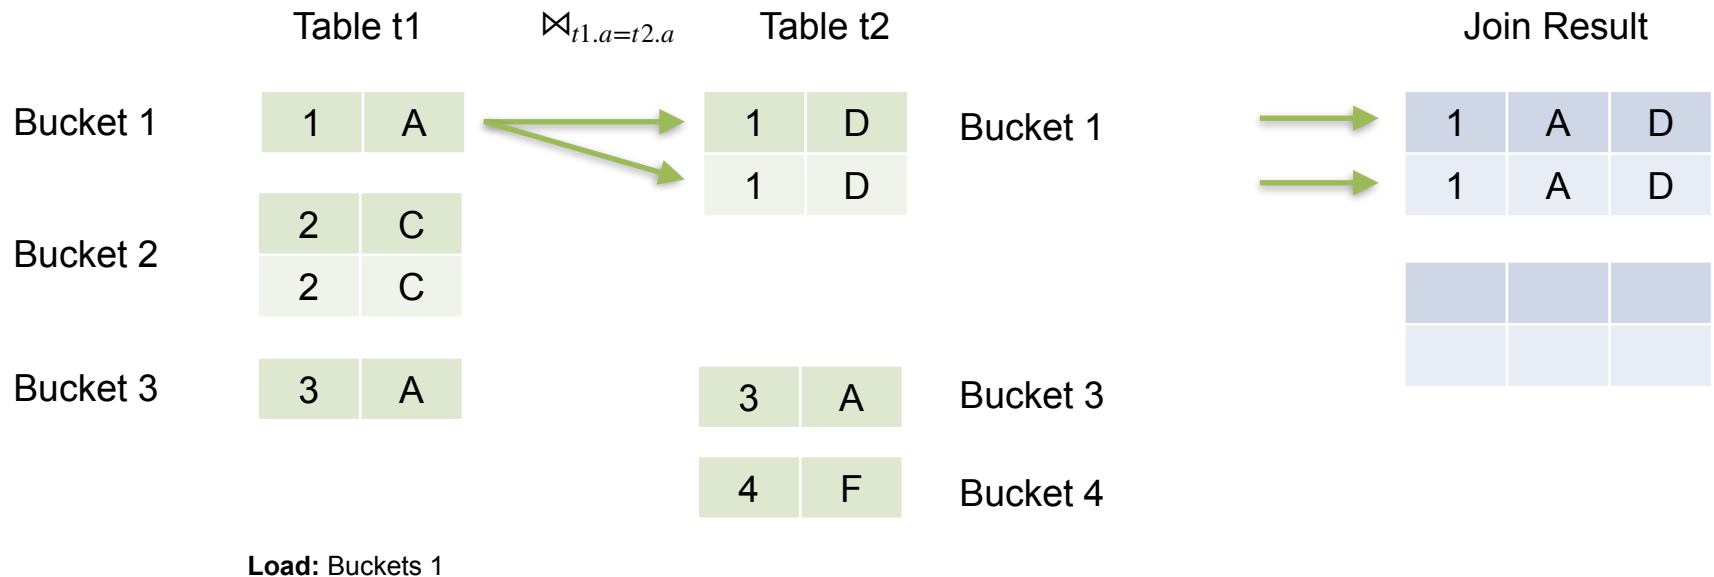 Table t1 ⋈t1.a=t2.a Table t2 Join Result
Bucket 1 1 A 1 D Bucket 1 1 A D
1 D 1 A D
Bucket 2 2 C
2 C
Bucket 3 3 A 3 A Bucket 3
4 F Bucket 4
Load: Buckets 1